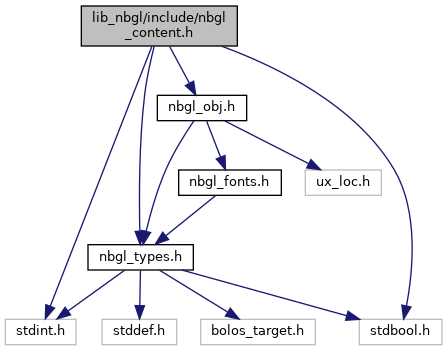 lib_nbgl/include/nbgl
_content.h
nbgl_obj.h
nbgl_fonts.h
ux_loc.h
nbgl_types.h
stdint.h
stddef.h
bolos_target.h
stdbool.h